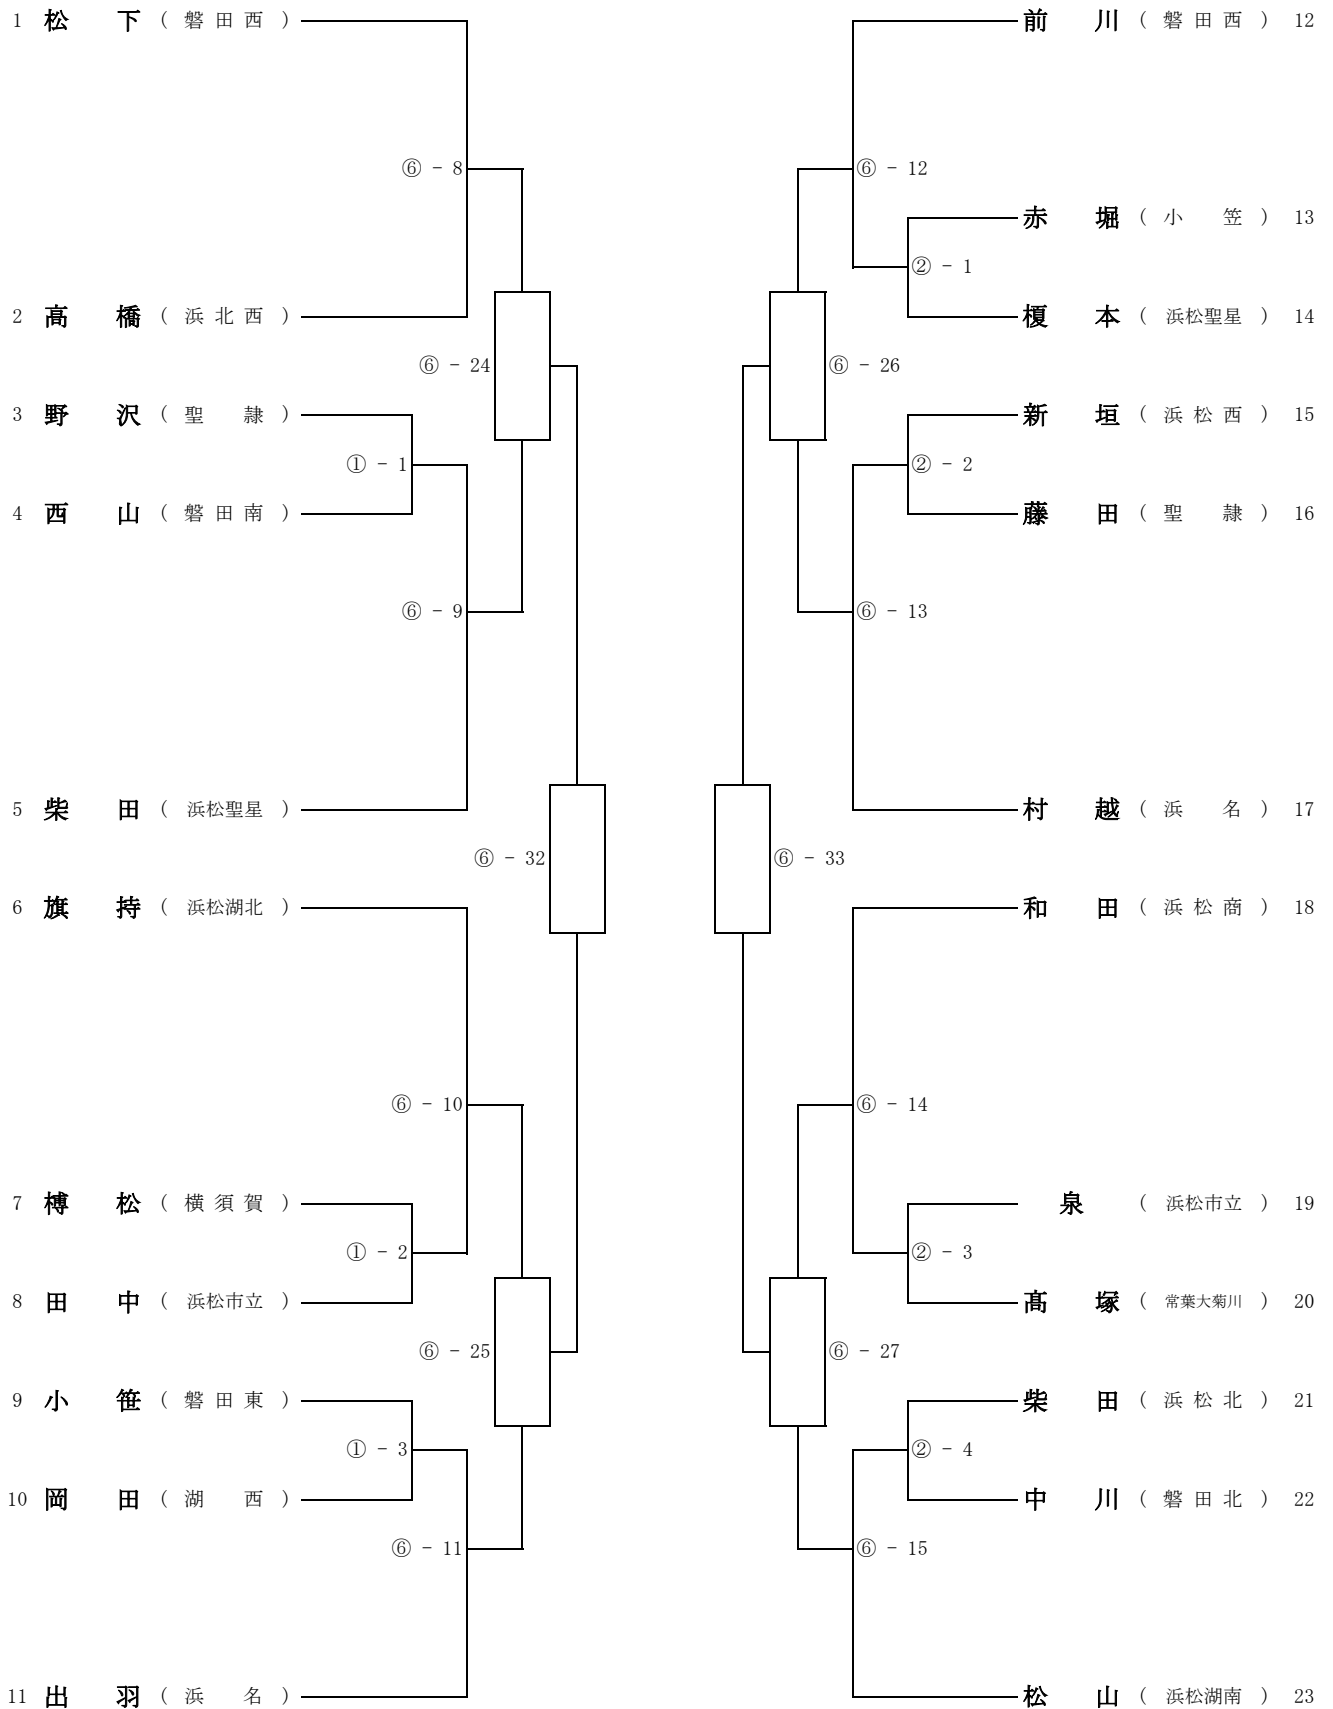 1 松 下 ( 磐 田 西 ) 前 川 ( 磐 田 西 ) 12
⑥ - 8 ⑥ - 12
赤 堀 ( 小 笠 ) 13
② - 1
2 高 橋 ( 浜 北 西 ) 榎 本 ( 浜松聖星 ) 14
⑥ - 24 ⑥ - 26
3 野 沢 ( 聖 隷 ) 新 垣 ( 浜 松 西 ) 15
① - 1 ② - 2
4 西 山 ( 磐 田 南 ) 藤 田 ( 聖 隷 ) 16
⑥ - 9 ⑥ - 13
5 柴 田 ( 浜松聖星 ) 村 越 ( 浜 名 ) 17
⑥ - 32 ⑥ - 33
6 旗 持 ( 浜松湖北 ) 和 田 ( 浜 松 商 ) 18
⑥ - 10 ⑥ - 14
7 榑 松 ( 横 須 賀 ) 泉 ( 浜松市立 ) 19
① - 2 ② - 3
8 田 中 ( 浜松市立 ) 髙 塚 ( 常葉大菊川 ) 20
⑥ - 25 ⑥ - 27
9 小 笹 ( 磐 田 東 ) 柴 田 ( 浜 松 北 ) 21
① - 3 ② - 4
10 岡 田 ( 湖 西 ) 中 川 ( 磐 田 北 ) 22
⑥ - 11 ⑥ - 15
11 出 羽 ( 浜 名 ) 松 山 ( 浜松湖南 ) 23